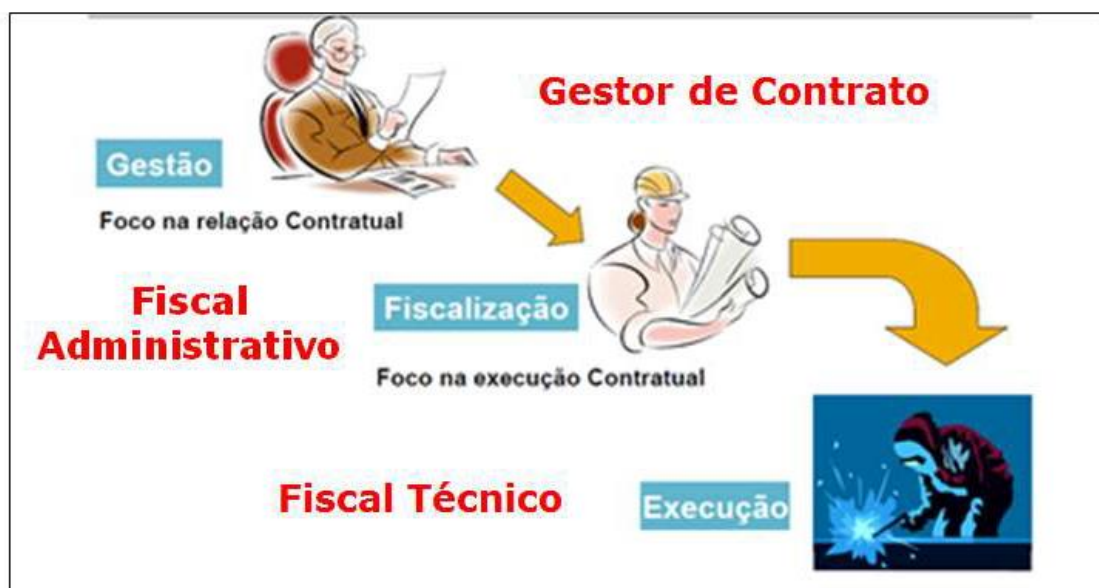 Gestor de Contrato
Gestão
Foco na relação Contratual
Fiscal
Administrativo
Fiscalização
Foco na execução Contratual
Fiscal Técnico
Execução